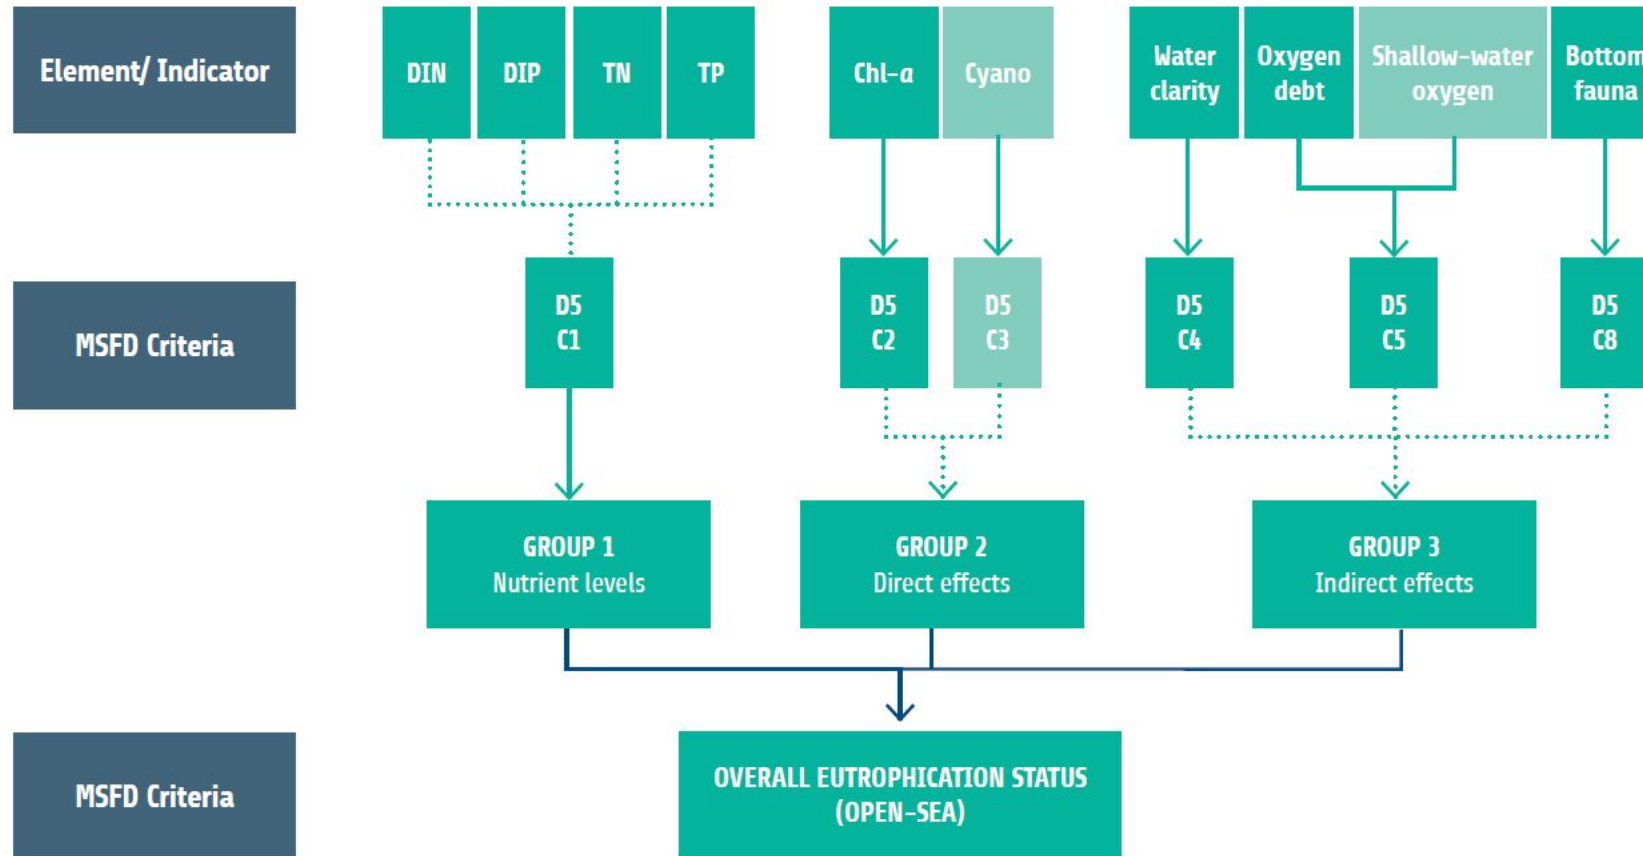 Element/ Indicator
DIN
DIP
TN
TP
Chl-a
Cyano
Water
clarity
Oxygen
debt
Shallow-water
oxygen
Bottom
fauna
MSFD Criteria
D5
C1
D5
C2
D5
C3
D5
C4
D5
C5
D5
C8
GROUP 1
Nutrient levels
GROUP 2
Direct effects
GROUP 3
Indirect effects
MSFD Criteria
OVERALL EUTROPHICATION STATUS
(OPEN-SEA)